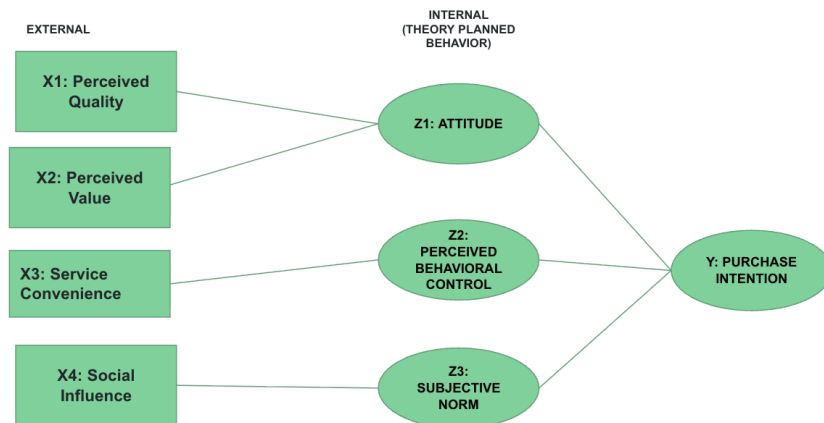 EXTERNAL
INTERNAL
(THEORY PLANNED
BEHAVIOR)
X1: Perceived
Quality
Z1: ATTITUDE
X2: Perceived
Value
Z2:
PERCEIVED
BEHAVIORAL
CONTROL
X3: Service
Convenience
Y: PURCHASE
INTENTION
X4: Social
Influence
Z3:
SUBJECTIVE
NORM